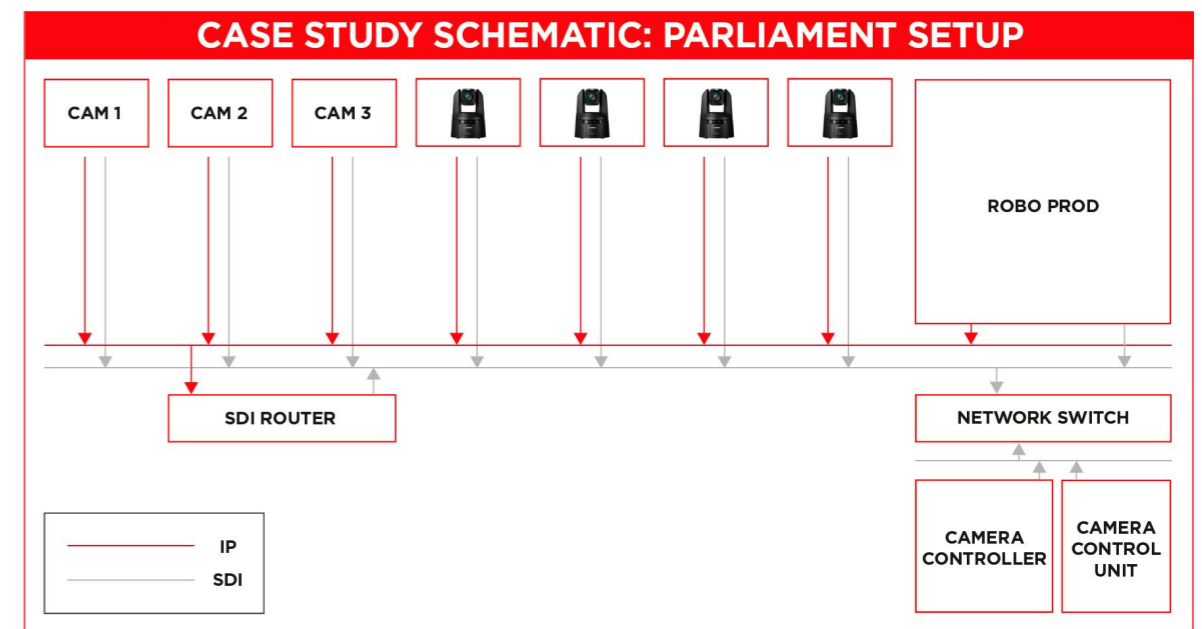 CASE STUDY SCHEMATIC: PARLIAMENT SETUP
CAM 1
CAM 2
CAM 3
ROBO PROD
SDI ROUTER
NETWORK SWITCH
CAMERA
CONTROLLER
CAMERA
CONTROL
UNIT
IP
SDI